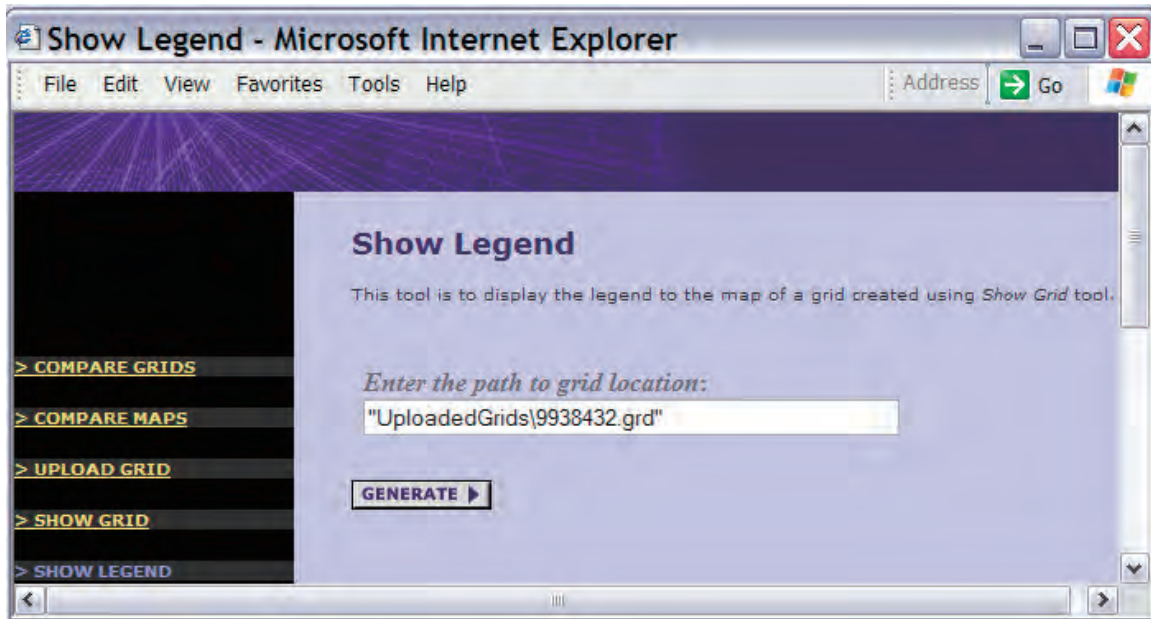 Show Legend - Microsoft Internet Explorer
File Edit View Favorites Tools Help Address Go
Show Legend
This tool is to display the legend to the map of a grid created using Show Grid tool.
> COMPARE GRIDS
Enter the path to grid location:
"UploadedGrids\9938432.grd"
> COMPARE MAPS
> UPLOAD GRID
GENERATE
> SHOW GRID
> SHOW LEGEND